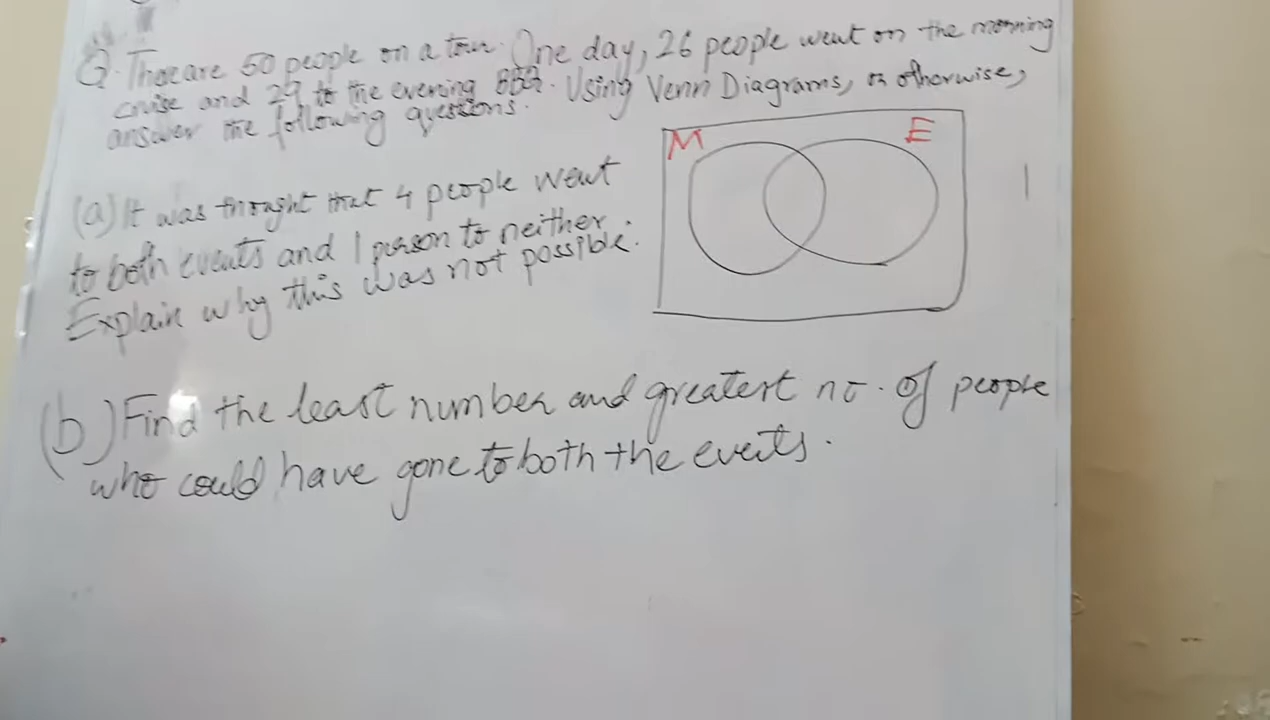 Q. There are 50 people on a tour. One day, 26 people went on the morning
cruise and 29 to the evening BBQ. Using Venn Diagrams, or otherwise,
answer the following questions.
M
E
(a) It was thought that 4 people went
to both events and 1 person to neither.
Explain why this was not possible.
(b) Find the least number and greatest no. of people
who could have gone to both the events.